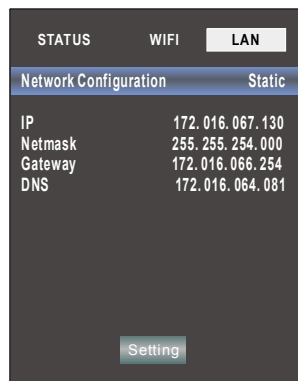 STATUS WIFI LAN
Network Configuration Static
IP 172.016.067.130
Netmask 255.255.254.000
Gateway 172.016.066.254
DNS 172.016.064.081
Setting